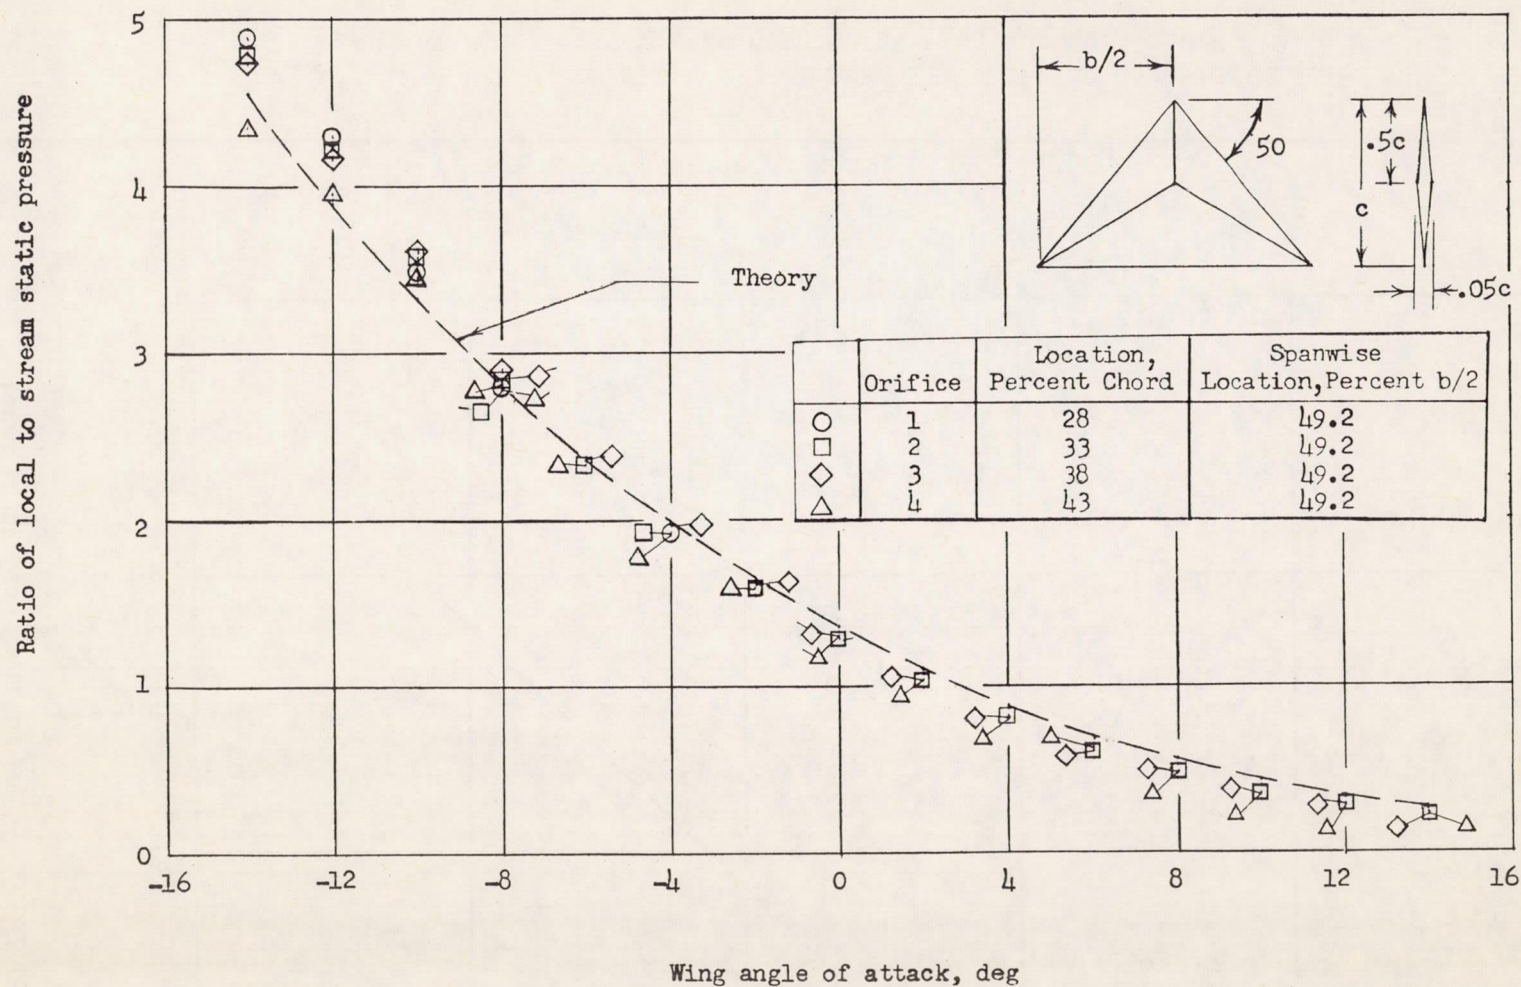 Ratio of local to stream static pressure
5
4
3
2
1
0
-16
-12
-8
-4
0
4
8
12
16
Wing angle of attack, deg
Theory
b/2
50
.5c
c
.05c
Orifice
Location,
Percent Chord
Spanwise
Location, Percent b/2
1 28 49.2
2 33 49.2
3 38 49.2
4 43 49.2